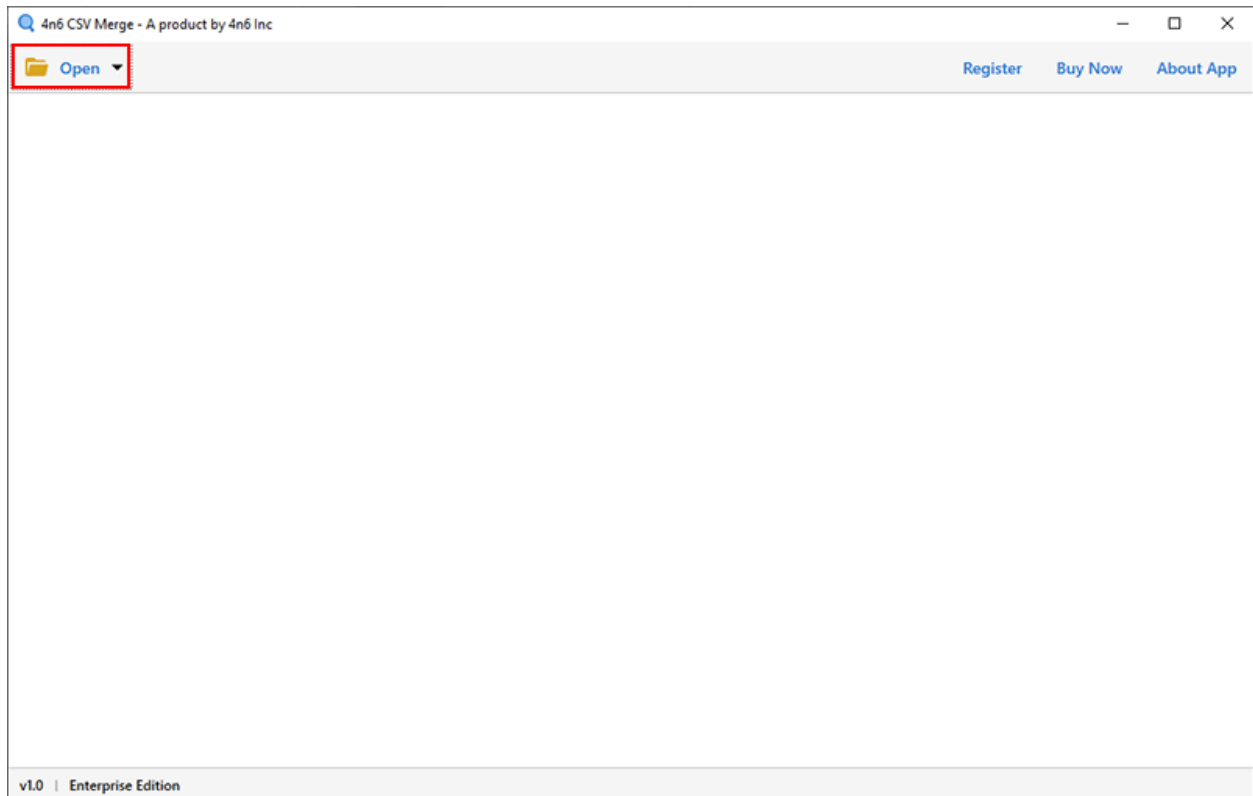 4n6 CSV Merge - A product by 4n6 Inc
Open Register Buy Now About App
v1.0 | Enterprise Edition